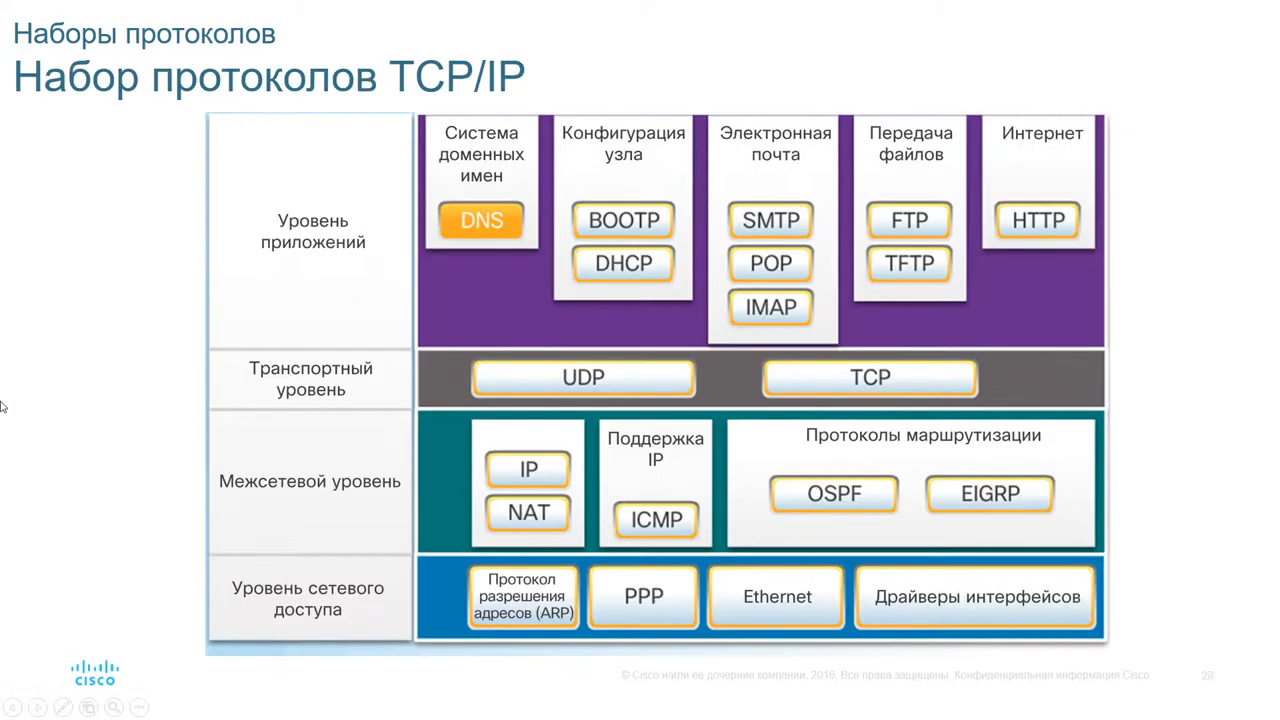 Наборы протоколов
Набор протоколов TCP/IP
Уровень
приложений
Система
доменных
имен
DNS
Конфигурация
узла
BOOTP
DHCP
Электронная
почта
SMTP
POP
IMAP
Передача
файлов
FTP
TFTP
Интернет
HTTP
Транспортный
уровень
UDP
TCP
Межсетевой уровень
IP
NAT
Поддержка
IP
ICMP
Протоколы маршрутизации
OSPF
EIGRP
Уровень сетевого
доступа
Протокол
разрешения
адресов (ARP)
PPP
Ethernet
Драйверы интерфейсов
CISCO
© Cisco и/или ее дочерние компании, 2016. Все права защищены. Конфиденциальная информация Cisco